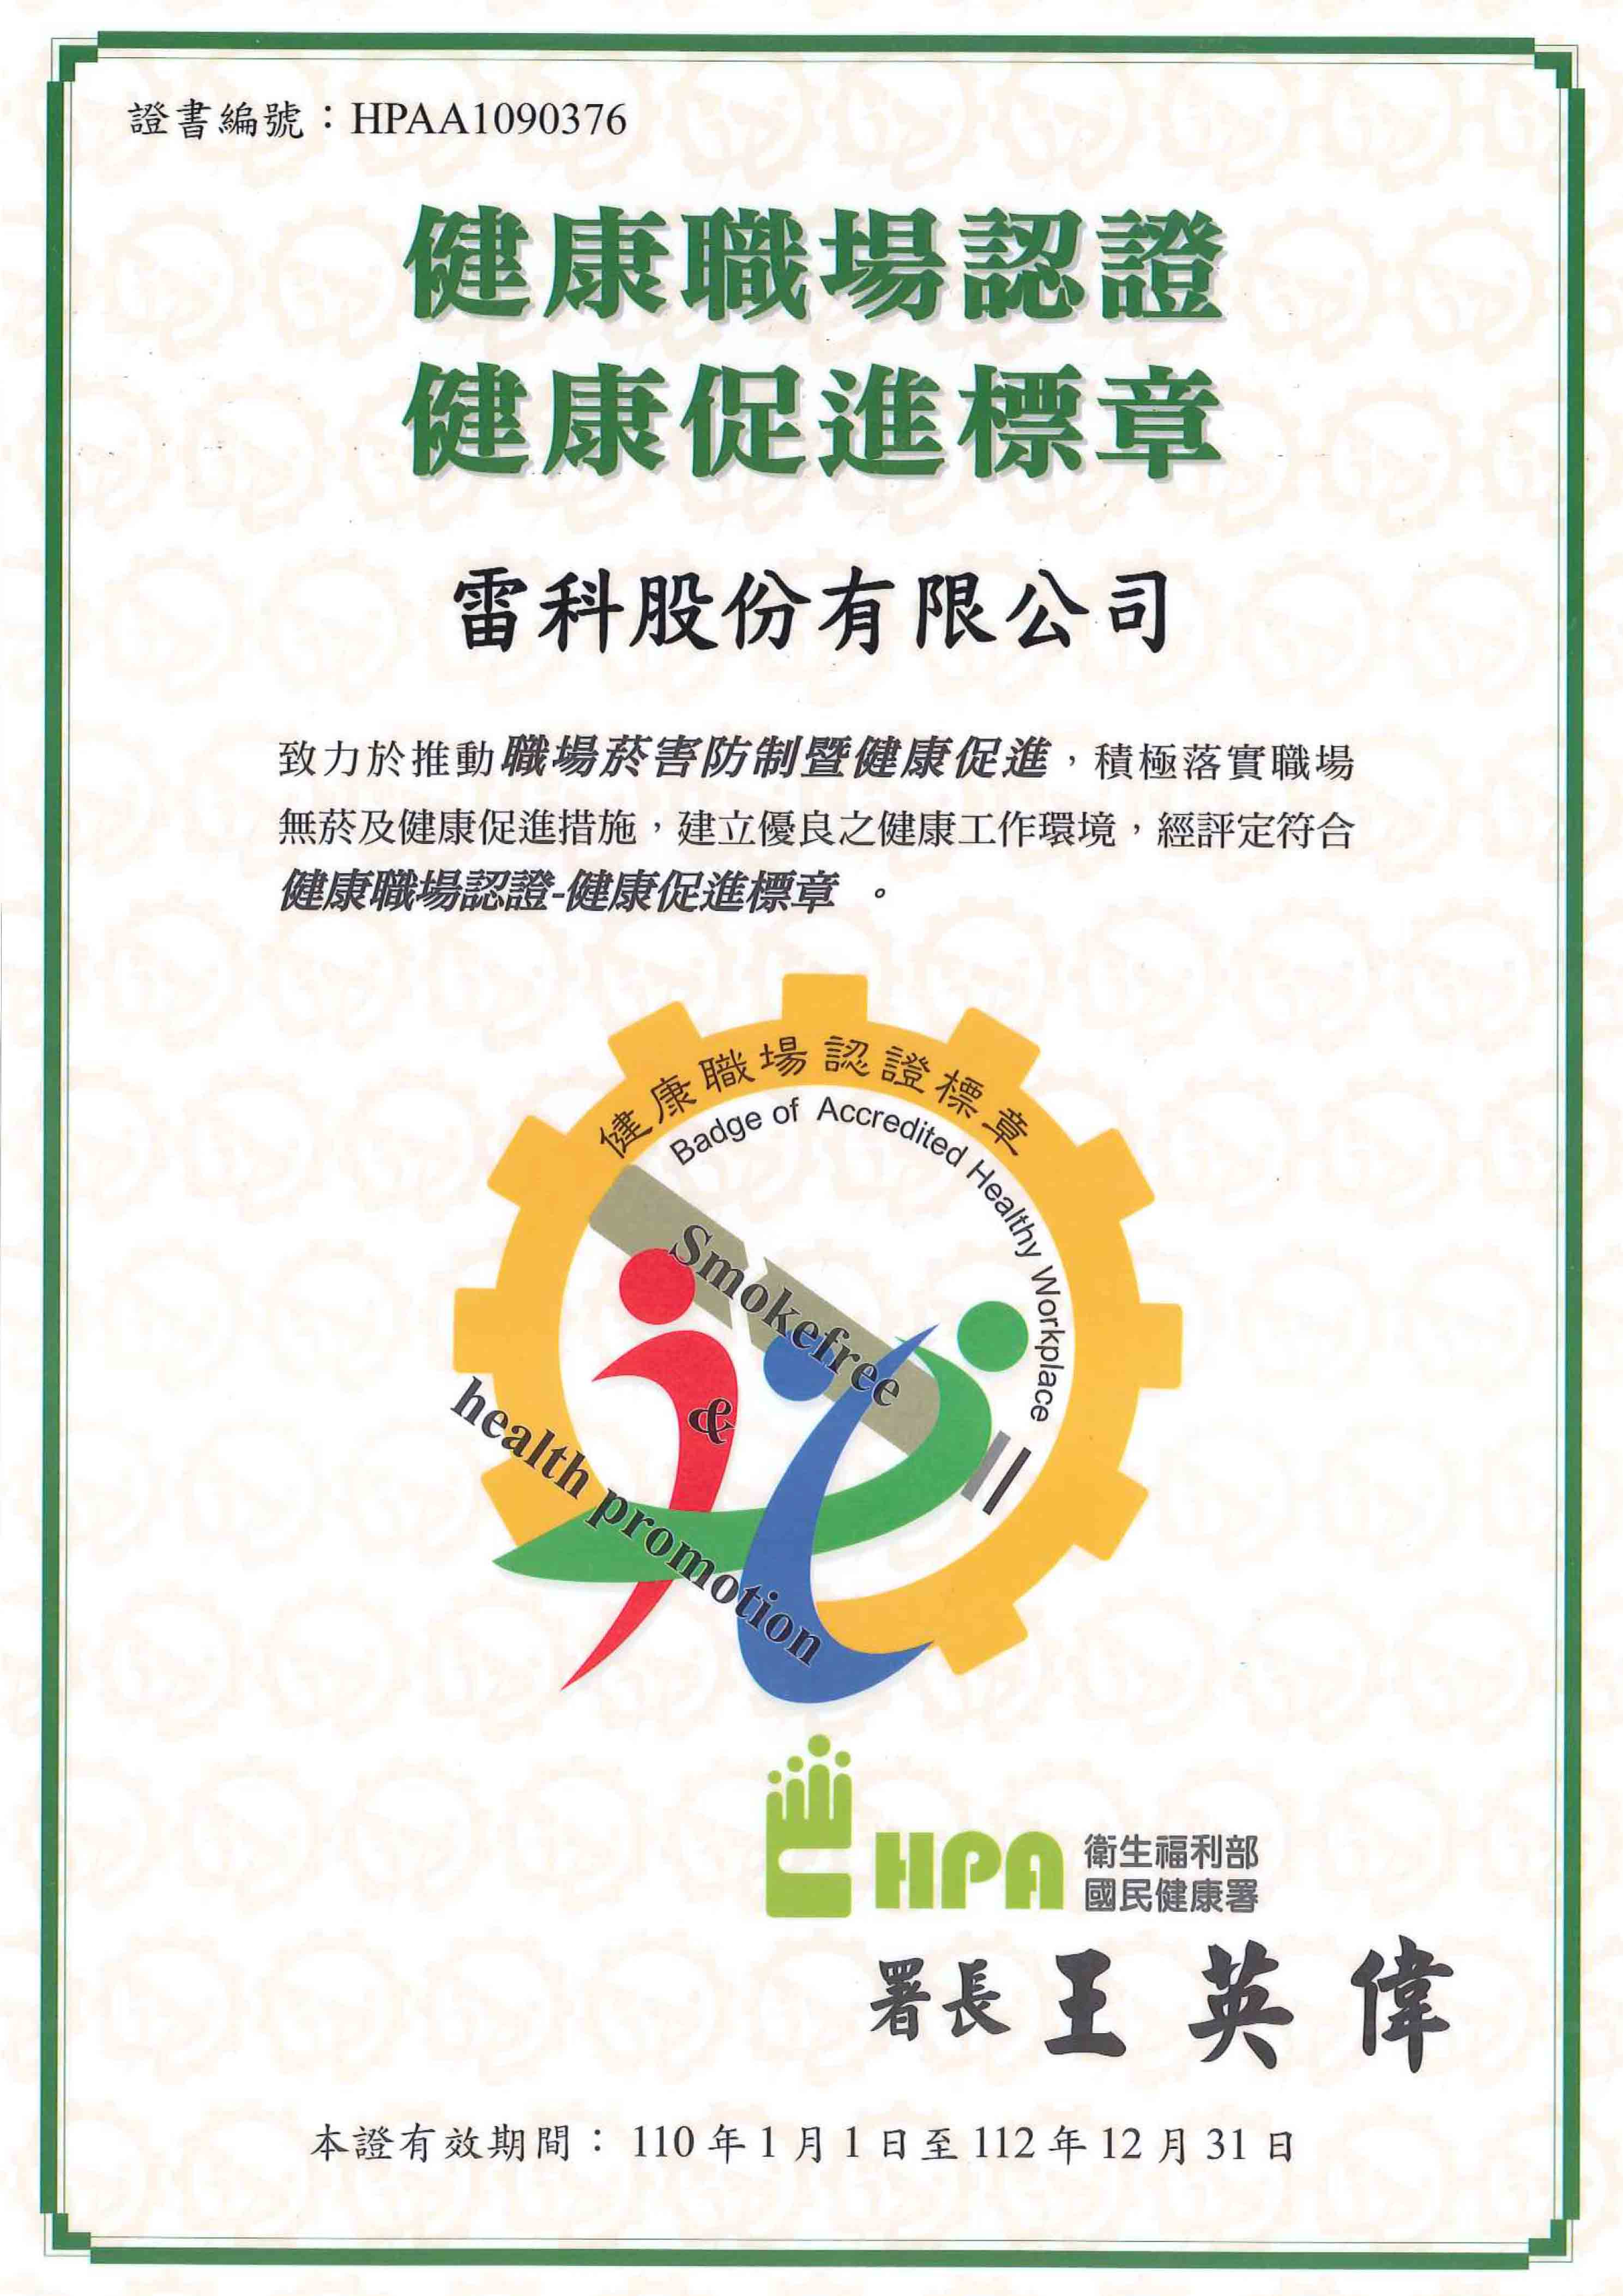 證書編號：HPAA1090376
健康職場認證
健康促進標章
雷科股份有限公司
致力於推動職場菸害防制暨健康促進，積極落實職場
無菸及健康促進措施，建立優良之健康工作環境，經評定符合
健康職場認證-健康促進標章 。
健康職場認證標章
Badge of Accredited Healthy Workplace
Smokefree
&
health promotion
HPA
衛生福利部
國民健康署
署長 王英偉
本證有效期間：110年1月1日至112年12月31日